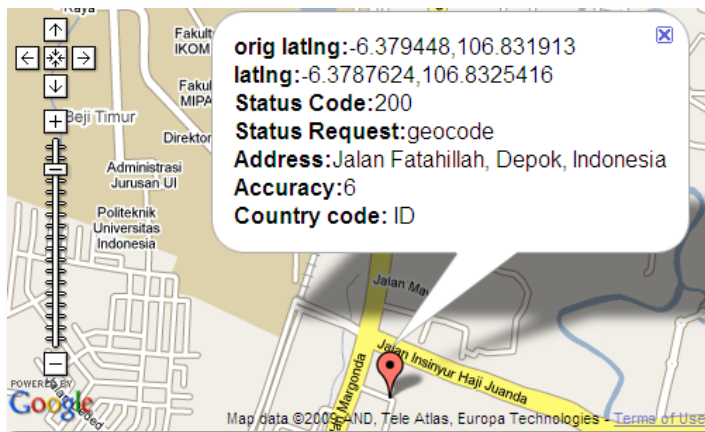 Raya
Fakult
IKOM
Fakul
MIPA
Beji Timur
Direktor
Administrasi
Jurusan UI
Politeknik
Universitas
Indonesia
orig latlng:-6.379448,106.831913
latlng:-6.3787624,106.8325416
Status Code:200
Status Request:geocode
Address:Jalan Fatahillah, Depok, Indonesia
Accuracy:6
Country code: ID
Jalan Maw
Jalan Insinyur Haji Juanda
an Margonda
POWERED BY
Google
Map data ©2009 AND, Tele Atlas, Europa Technologies - Terms of Use